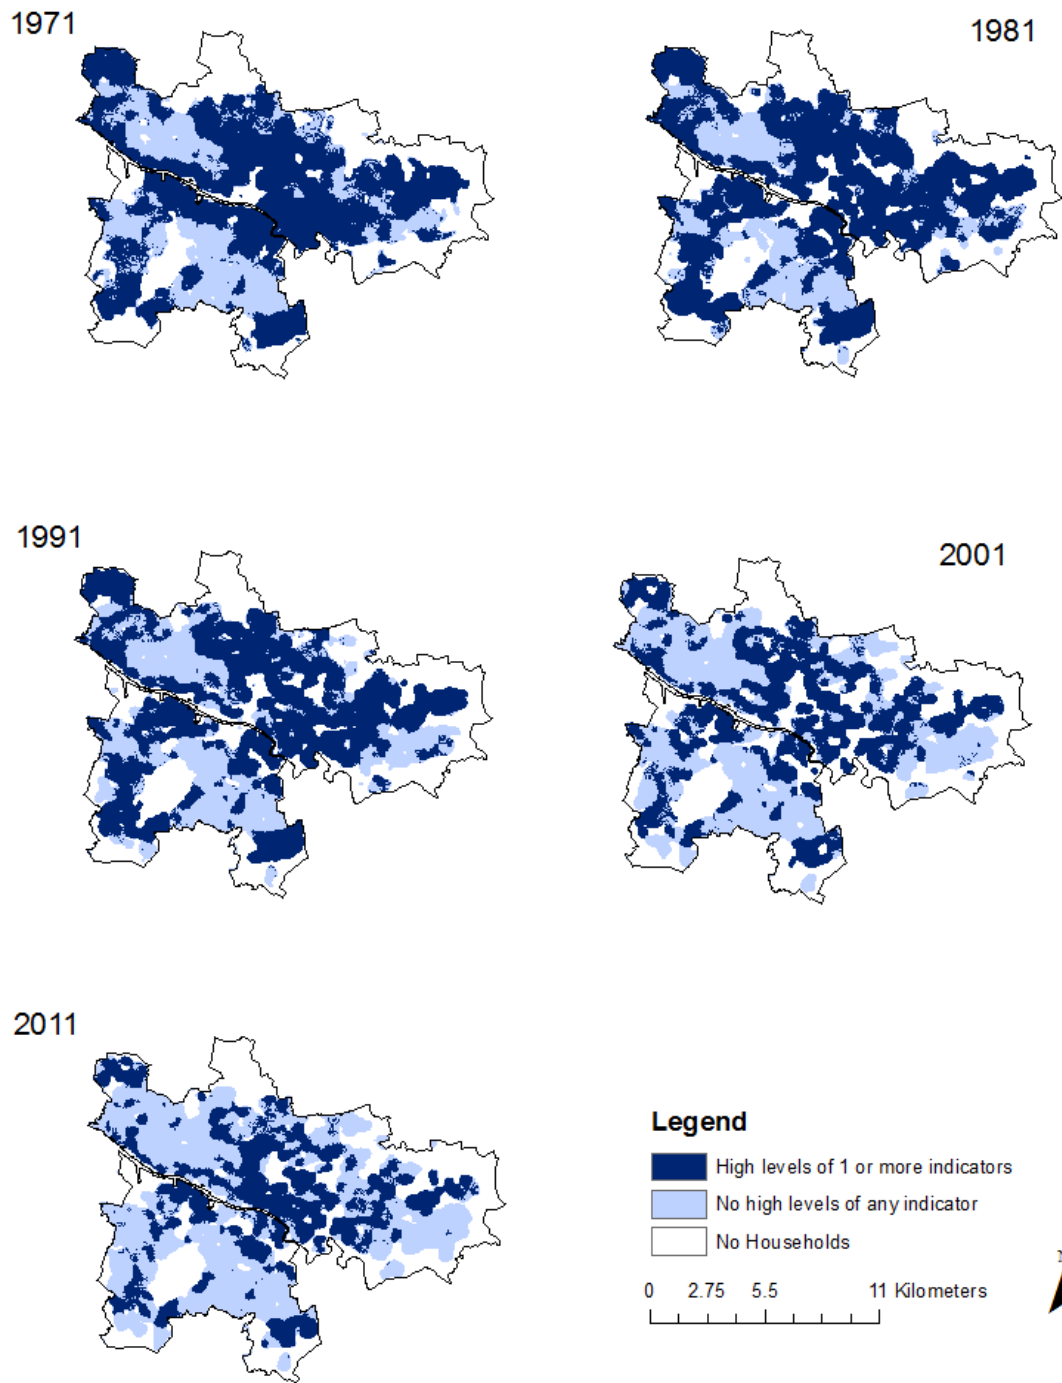 1971
1981
1991
2001
2011
Legend
High levels of 1 or more indicators
No high levels of any indicator
No Households
0 2.75 5.5 11 Kilometers